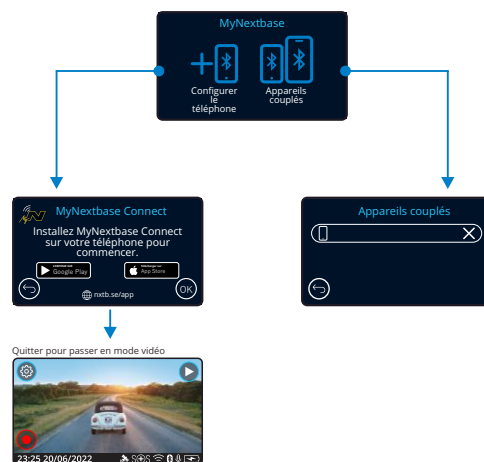 MyNextbase
Configurer
le
téléphone
Appareils
couplés
MyNextbase Connect
Installez MyNextbase Connect
sur votre téléphone pour
commencer.
Google Play
App Store
nxtb.se/app
OK
Appareils couplés
Quitter pour passer en mode vidéo
23:25 20/06/2022
SOS